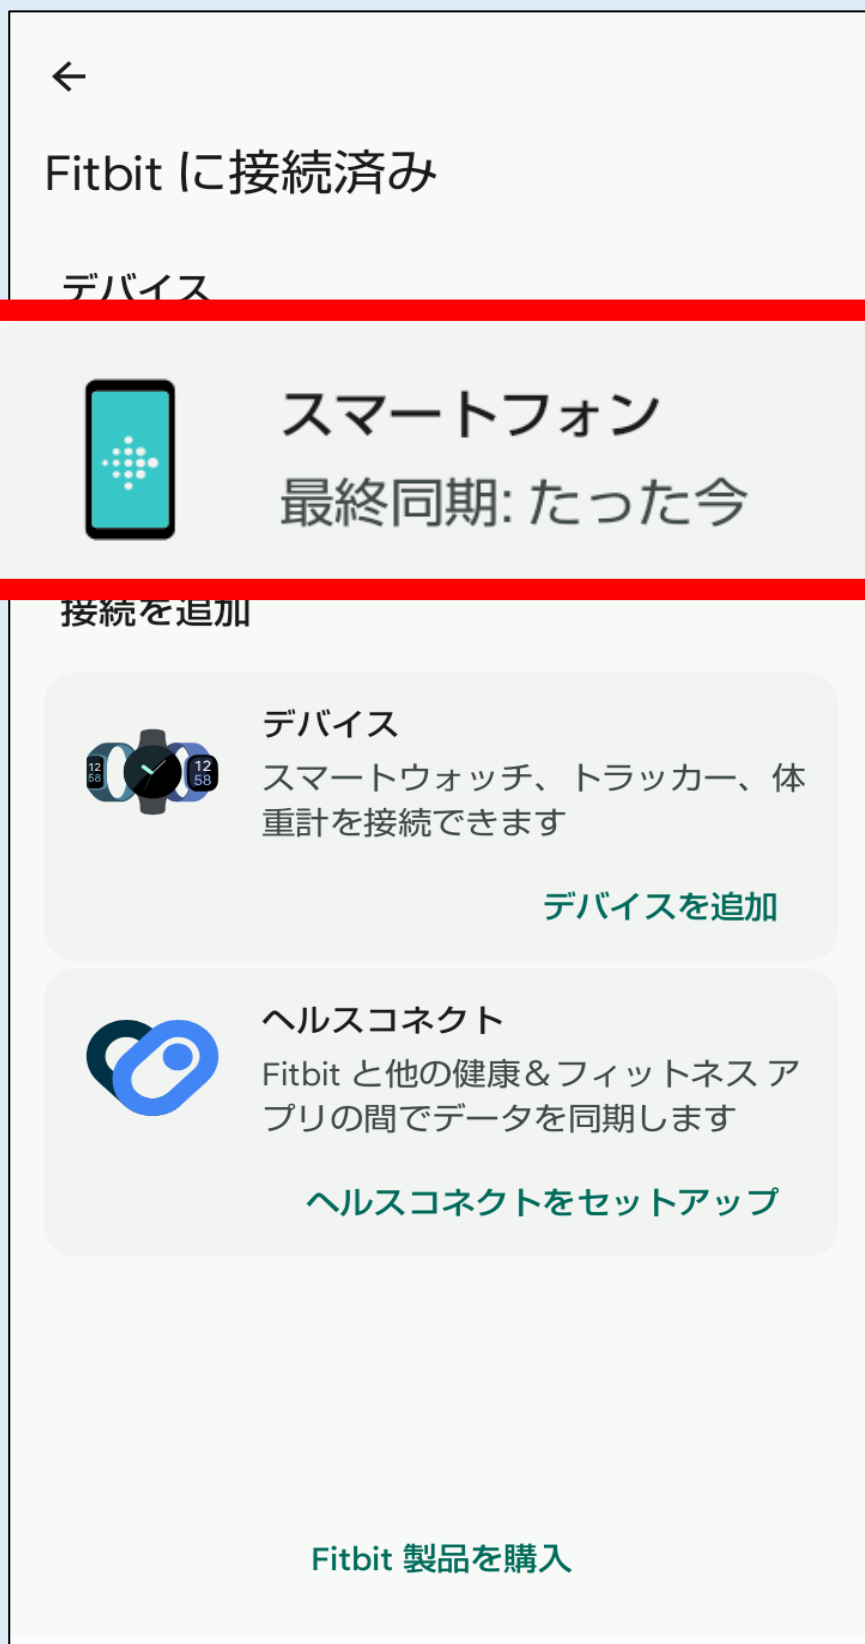 Fitbit に接続済み
デバイス
スマートフォン
最終同期: たった今
接続を追加
デバイス
スマートウォッチ、トラッカー、体
重計を接続できます
12
58
12
58
デバイスを追加
ヘルスコネクト
Fitbit と他の健康＆フィットネス ア
プリの間でデータを同期します
ヘルスコネクトをセットアップ
Fitbit 製品を購入